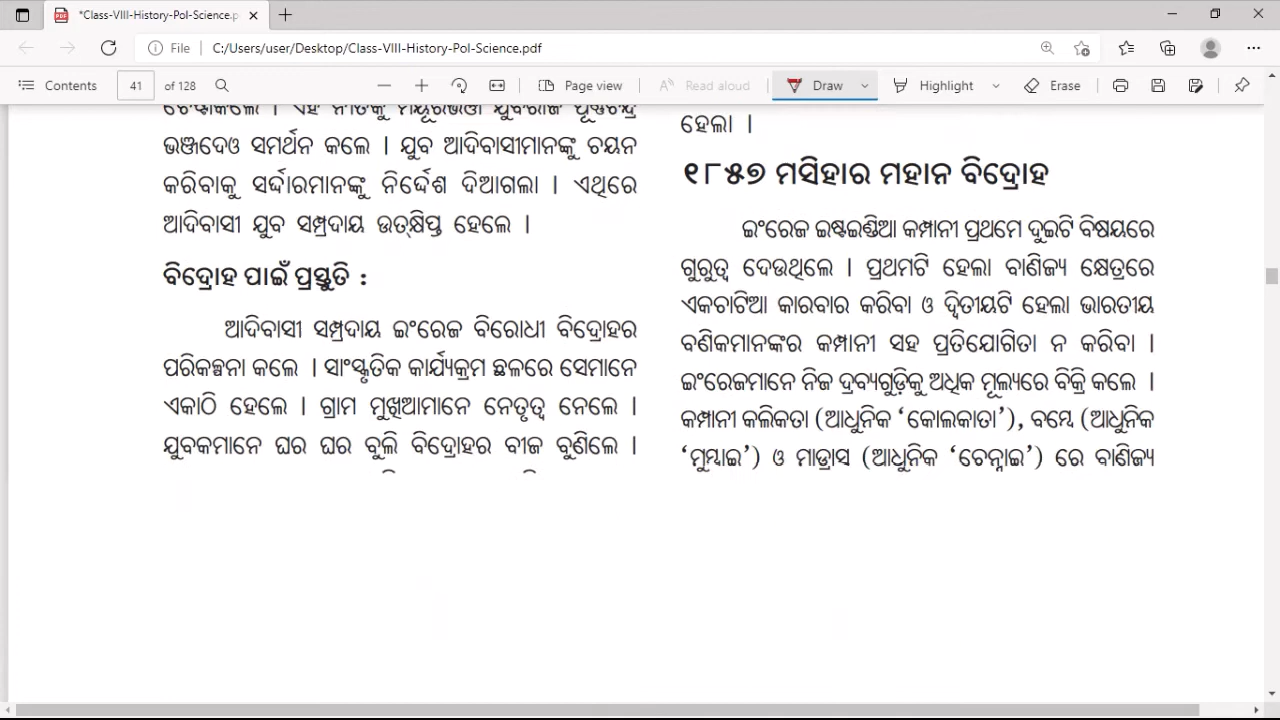 *Class-VIII-History-Pol-Science.p
File
C:/Users/user/Desktop/Class-VIII-History-Pol-Science.pdf
Contents
41
of 128
Page view
Read aloud
Draw
Highlight
Erase
ଭଞ୍ଜଦେଓ ସମର୍ଥନ କଲେ । ଯୁବ ଆଦିବାସୀମାନଙ୍କୁ ଚୟନ
କରିବାକୁ ସର୍ଦ୍ଦାରମାନଙ୍କୁ ନିର୍ଦ୍ଦେଶ ଦିଆଗଲା । ଏଥିରେ
ଆଦିବାସୀ ଯୁବ ସମ୍ପ୍ରଦାୟ ଉତ୍‌କ୍ଷିପ୍ତ ହେଲେ ।
ବିଦ୍ରୋହ ପାଇଁ ପ୍ରସ୍ତୁତି :
ଆଦିବାସୀ ସମ୍ପ୍ରଦାୟ ଇଂରେଜ ବିରୋଧୀ ବିଦ୍ରୋହର
ପରିକଳ୍ପନା କଲେ । ସାଂସ୍କୃତିକ କାର୍ଯ୍ୟକ୍ରମ ଛଳରେ ସେମାନେ
ଏକାଠି ହେଲେ । ଗ୍ରାମ ମୁଖିଆମାନେ ନେତୃତ୍ୱ ନେଲେ ।
ଯୁବକମାନେ ଘର ଘର ବୁଲି ବିଦ୍ରୋହର ବୀଜ ବୁଣିଲେ ।
ହେଲା ।
୧୮୫୭ ମସିହାର ମହାନ ବିଦ୍ରୋହ
ଇଂରେଜ ଇଷ୍ଟଇଣ୍ଡିଆ କମ୍ପାନୀ ପ୍ରଥମେ ଦୁଇଟି ବିଷୟରେ
ଗୁରୁତ୍ୱ ଦେଉଥିଲେ । ପ୍ରଥମଟି ହେଲା ବାଣିଜ୍ୟ କ୍ଷେତ୍ରରେ
ଏକଚାଟିଆ କାରବାର କରିବା ଓ ଦ୍ୱିତୀୟଟି ହେଲା ଭାରତୀୟ
ବଣିକମାନଙ୍କର କମ୍ପାନୀ ସହ ପ୍ରତିଯୋଗିତା ନ କରିବା ।
ଇଂରେଜମାନେ ନିଜ ଦ୍ରବ୍ୟଗୁଡ଼ିକୁ ଅଧିକ ମୂଲ୍ୟରେ ବିକ୍ରି କଲେ ।
କମ୍ପାନୀ କଲିକତା (ଆଧୁନିକ ‘କୋଲକାତା’), ବମ୍ବେ (ଆଧୁନିକ
‘ମୁମ୍ବାଇ’) ଓ ମାଡ୍ରାସ (ଆଧୁନିକ ‘ଚେନ୍ନାଇ’) ରେ ବାଣିଜ୍ୟ